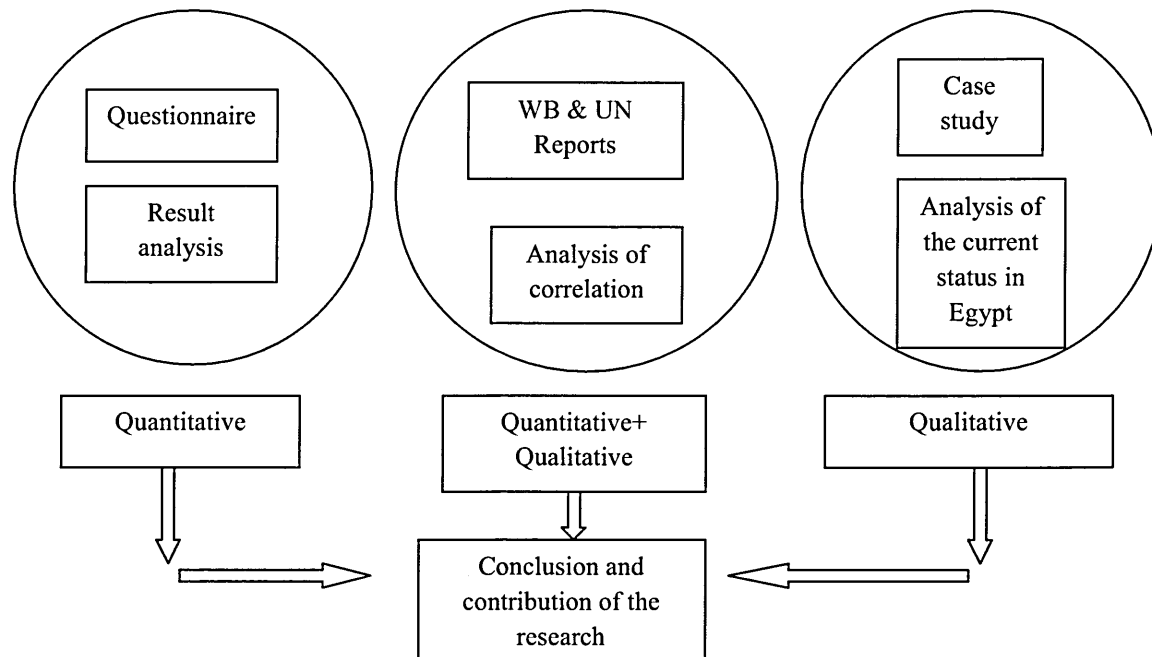 Questionnaire
Result
analysis
WB & UN
Reports
Analysis of
correlation
Case
study
Analysis of
the current
status in
Egypt
Quantitative
Quantitative+
Qualitative
Qualitative
Conclusion and
contribution of the
research